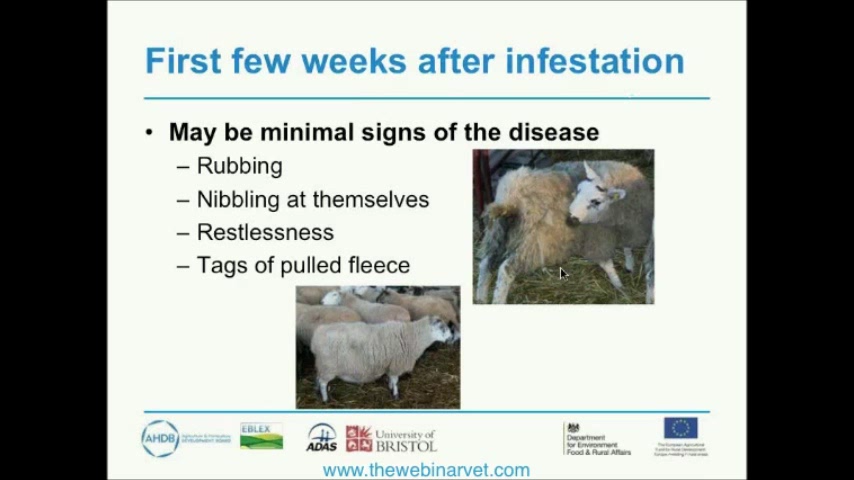 First few weeks after infestation
• May be minimal signs of the disease
– Rubbing
– Nibbling at themselves
– Restlessness
– Tags of pulled fleece
AHDB
EBLEX
ADAS
University of
BRISTOL
Department
for Environment
Food & Rural Affairs
www.thewebinarvet.com